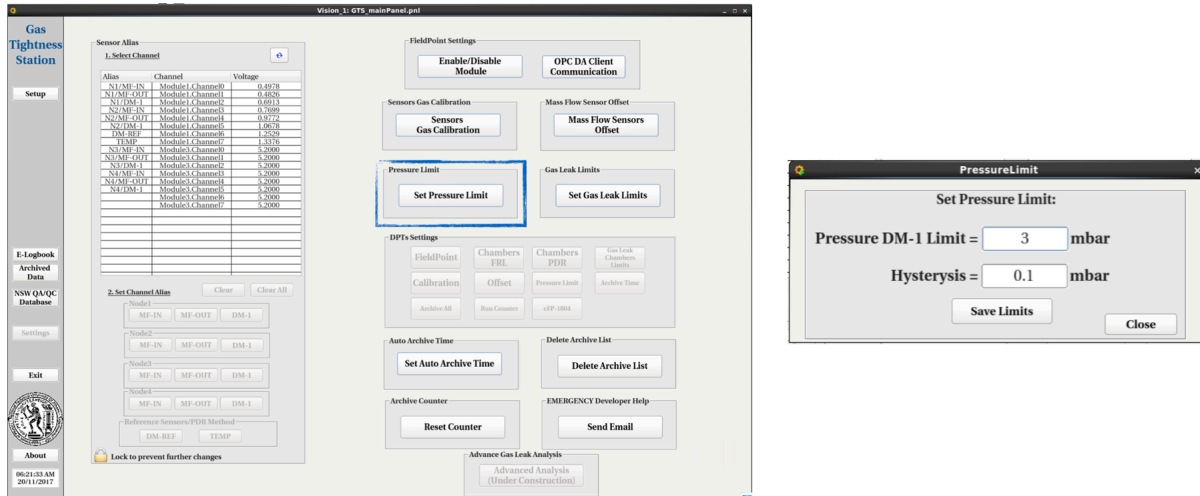 Vision_1: GTS_mainPanel.pnl
Gas
Tightness
Station
Setup
E-Logbook
Archived
Data
NSW QA/QC
Database
Settings
Exit
About
06:21:33 AM
20/11/2017
Sensor Alias
1. Select Channel
Alias Channel Voltage
N1/MF-IN Module1.Channel0 0.4978
N1/MF-OUT Module1.Channel1 0.4826
N1/DM-1 Module1.Channel2 0.6913
N2/MF-IN Module1.Channel3 0.7699
N2/MF-OUT Module1.Channel4 0.9772
N2/DM-1 Module1.Channel5 1.0678
DM-REF Module1.Channel6 1.2529
TEMP Module1.Channel7 1.3376
N3/MF-IN Module3.Channel0 5.2000
N3/MF-OUT Module3.Channel1 5.2000
N3/DM-1 Module3.Channel2 5.2000
N4/MF-IN Module3.Channel3 5.2000
N4/MF-OUT Module3.Channel4 5.2000
N4/DM-1 Module3.Channel5 5.2000
Module3.Channel6 5.2000
Module3.Channel7 5.2000
2. Set Channel Alias
Clear
Clear All
Node1
MF-IN MF-OUT DM-1
Node2
MF-IN MF-OUT DM-1
Node3
MF-IN MF-OUT DM-1
Node4
MF-IN MF-OUT DM-1
Reference Sensors/PDR Method
DM-REF TEMP
Lock to prevent further changes
FieldPoint Settings
Enable/Disable
Module
OPC DA Client
Communication
Sensors Gas Calibration
Sensors
Gas Calibration
Mass Flow Sensor Offset
Mass Flow Sensors
Offset
Pressure Limit
Set Pressure Limit
Gas Leak Limits
Set Gas Leak Limits
DPTs Settings
FieldPoint
Chambers
FRL
Chambers
PDR
Gas Leak
Chambers
Limits
Calibration Offset Pressure Limit Archive Time
Archive All Run Counter cFP-1804
Auto Archive Time
Set Auto Archive Time
Delete Archive List
Delete Archive List
Archive Counter
Reset Counter
EMERGENCY Developer Help
Send Email
Advance Gas Leak Analysis
Advanced Analysis
(Under Construction)
PressureLimit
Set Pressure Limit:
Pressure DM-1 Limit = 3 mbar
Hysterysis = 0.1 mbar
Save Limits
Close